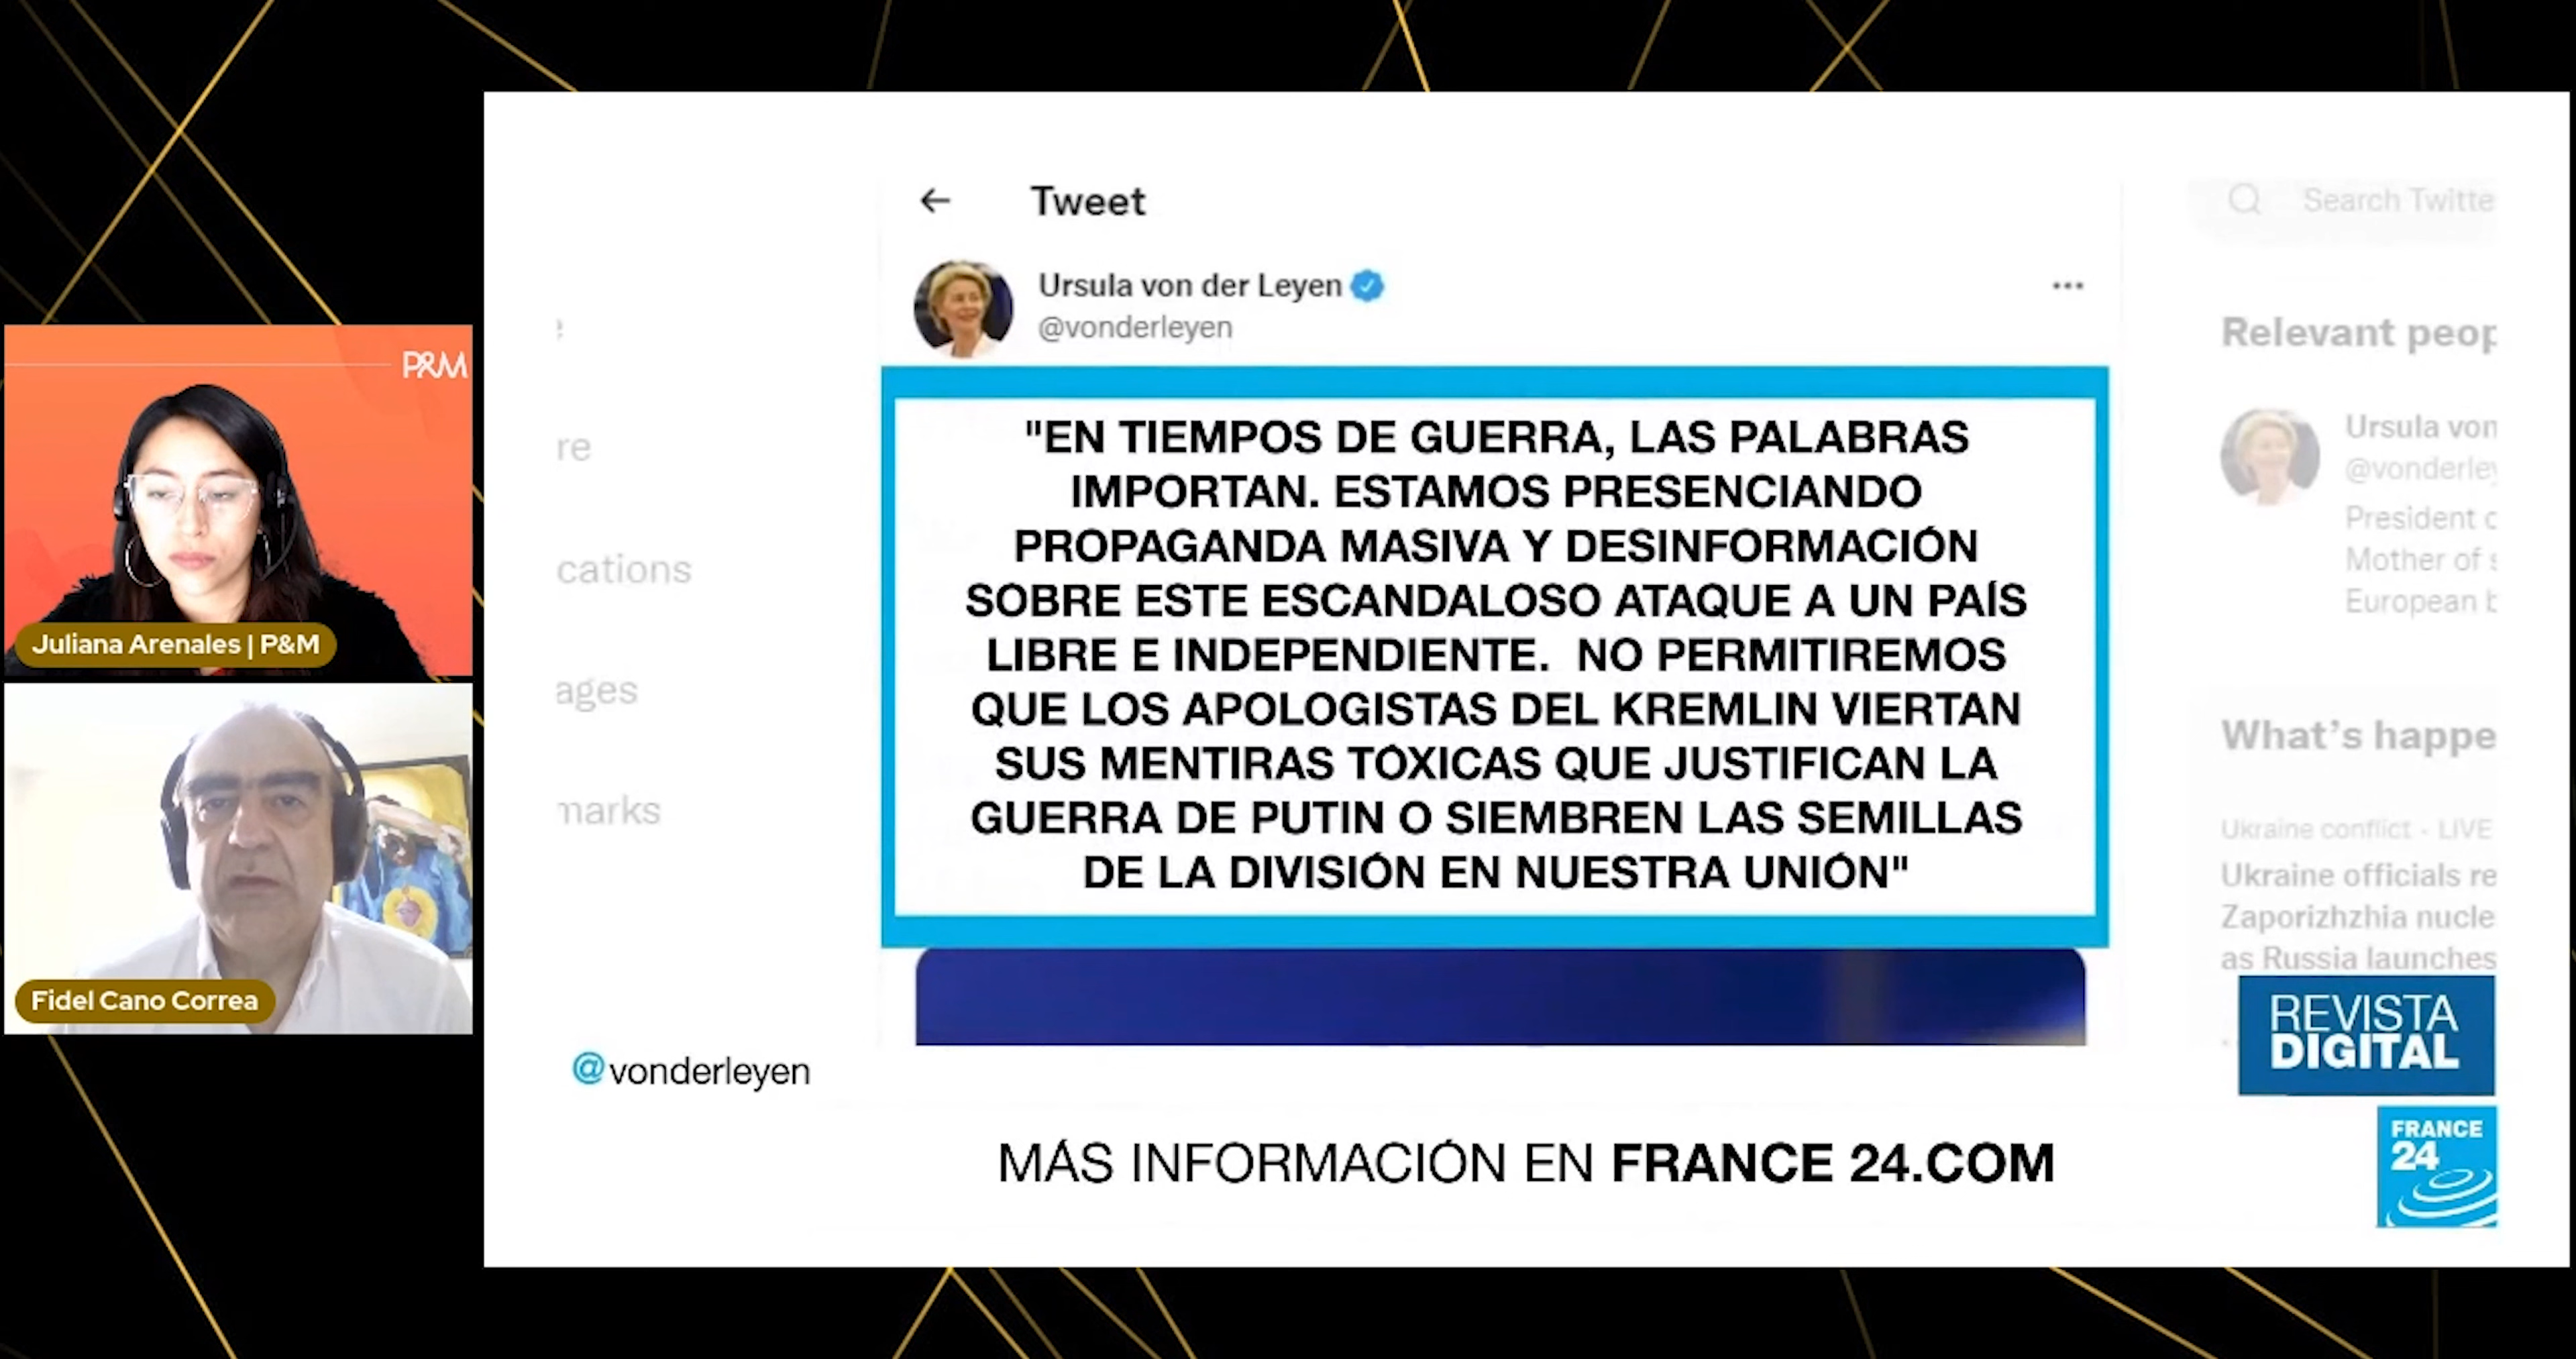 P&M
Juliana Arenales | P&M
Fidel Cano Correa
← Tweet
Ursula von der Leyen
@vonderleyen
"EN TIEMPOS DE GUERRA, LAS PALABRAS
IMPORTAN. ESTAMOS PRESENCIANDO
PROPAGANDA MASIVA Y DESINFORMACIÓN
SOBRE ESTE ESCANDALOSO ATAQUE A UN PAÍS
LIBRE E INDEPENDIENTE. NO PERMITIREMOS
QUE LOS APOLOGISTAS DEL KREMLIN VIERTAN
SUS MENTIRAS TÓXICAS QUE JUSTIFICAN LA
GUERRA DE PUTIN O SIEMBREN LAS SEMILLAS
DE LA DIVISIÓN EN NUESTRA UNIÓN"
re
cations
ages
marks
Search Twitte
Relevant peop
Ursula von
@vonderley
President
Mother of
European
What's happe
Ukraine conflict - LIVE
Ukraine officials re
Zaporizhzhia nucle
as Russia launches
REVISTA
DIGITAL
@vonderleyen
MÁS INFORMACIÓN EN FRANCE 24.COM
FRANCE
24